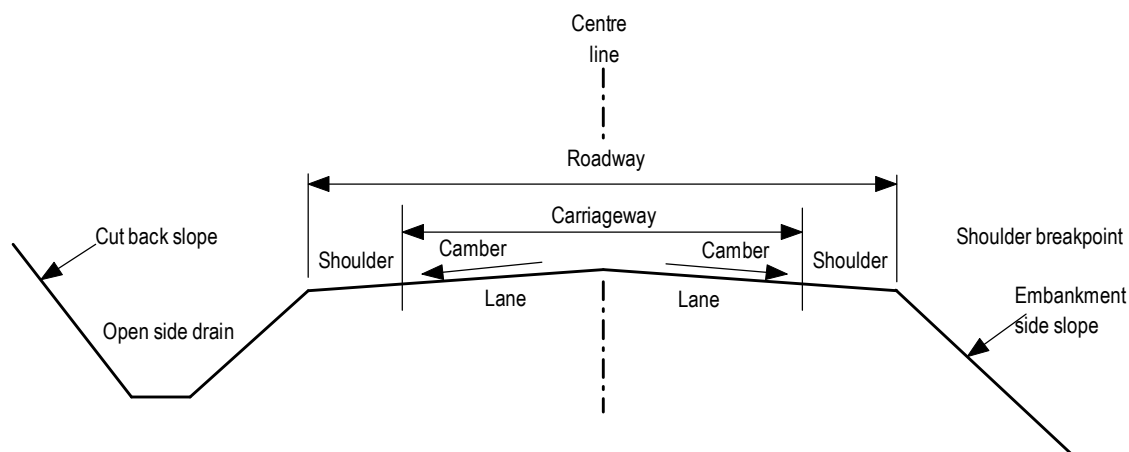 Centre
line
Roadway
Carriageway
Cut back slope
Camber
Camber
Shoulder breakpoint
Shoulder
Shoulder
Lane
Lane
Embankment
side slope
Open side drain